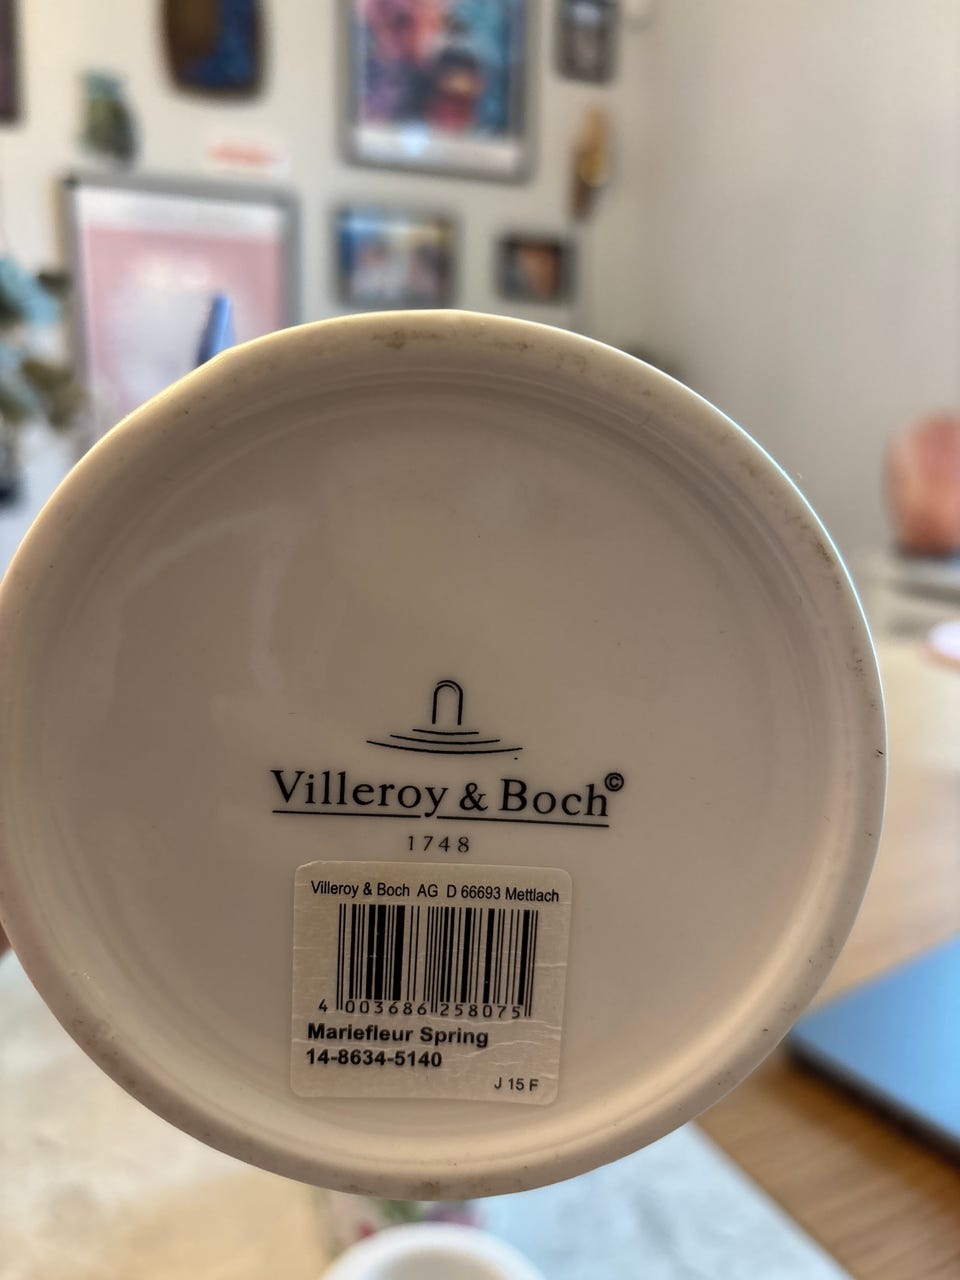 Villeroy & Boch©
1748
Villeroy & Boch AG D 66693 Mettlach
4 003686 258075
Mariefleur Spring
14-8634-5140
J 15 F